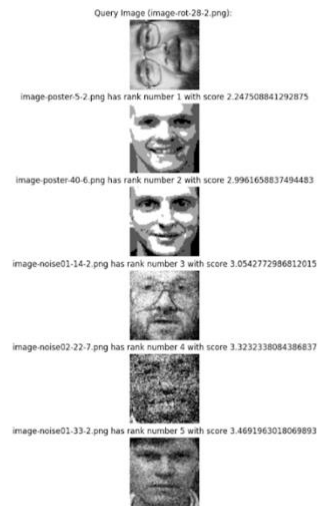 Query Image (image-rot-28-2.png):
image-poster-5-2.png has rank number 1 with score 2.247508841292875
image-poster-40-6.png has rank number 2 with score 2.9961658837494483
image-noise01-14-2.png has rank number 3 with score 3.0542772986812015
image-noise02-22-7.png has rank number 4 with score 3.3232338084386837
image-noise01-33-2.png has rank number 5 with score 3.4691963018069893